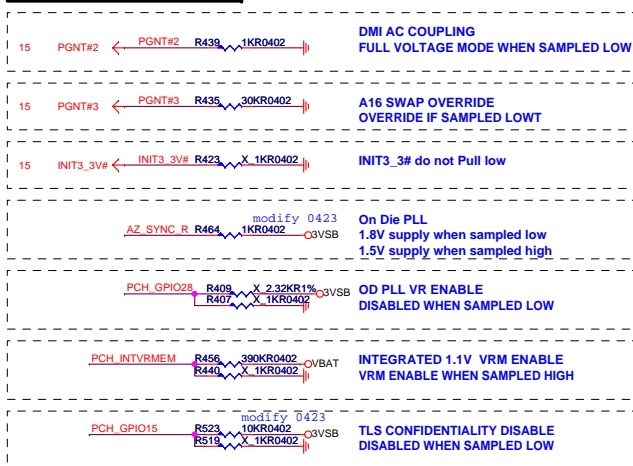 DMI AC COUPLING
15 PGNT#2 PGNT#2 R439 1KR0402 FULL VOLTAGE MODE WHEN SAMPLED LOW
15 PGNT#3 PGNT#3 R435 30KR0402 A16 SWAP OVERRIDE
OVERRIDE IF SAMPLED LOWT
15 INIT3_3V# INIT3_3V# R423 X_1KR0402 INIT3_3# do not Pull low
modify 0423 On Die PLL
AZ_SYNC_R R464 1KR0402 3VSB 1.8V supply when sampled low
1.5V supply when sampled high
PCH_GPIO28 R409 X_2.32KR1% 3VSB OD PLL VR ENABLE
R407 X_1KR0402 DISABLED WHEN SAMPLED LOW
PCH_INTVRMEM R456 390KR0402 VBAT INTEGRATED 1.1V VRM ENABLE
R440 X_1KR0402 VRM ENABLE WHEN SAMPLED HIGH
modify 0423
PCH_GPIO15 R523 10KR0402 3VSB TLS CONFIDENTIALITY DISABLE
R519 X_1KR0402 DISABLED WHEN SAMPLED LOW